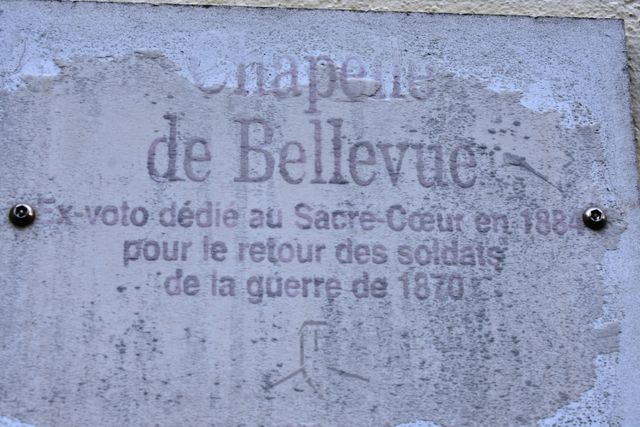 Chapelle
de Bellevue
Ex-voto dédié au Sacré-Cœur en 1884
pour le retour des soldats
de la guerre de 1870